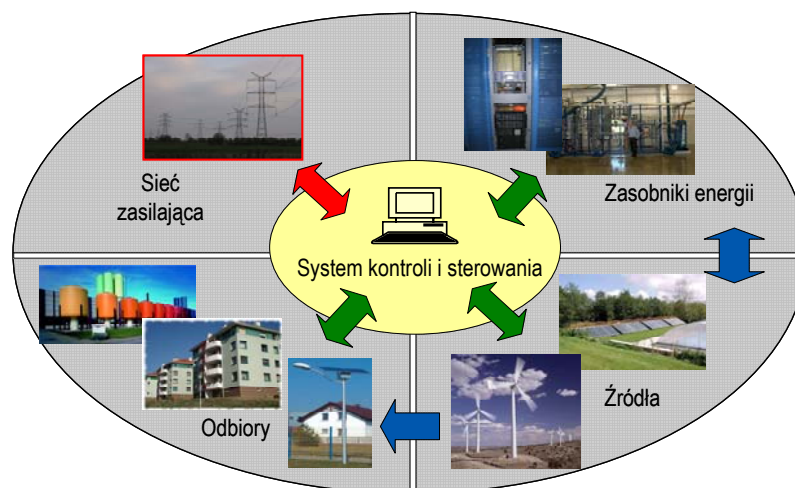 Sieć
zasilająca
Zasobniki energii
System kontroli i sterowania
Odbiory
Źródła